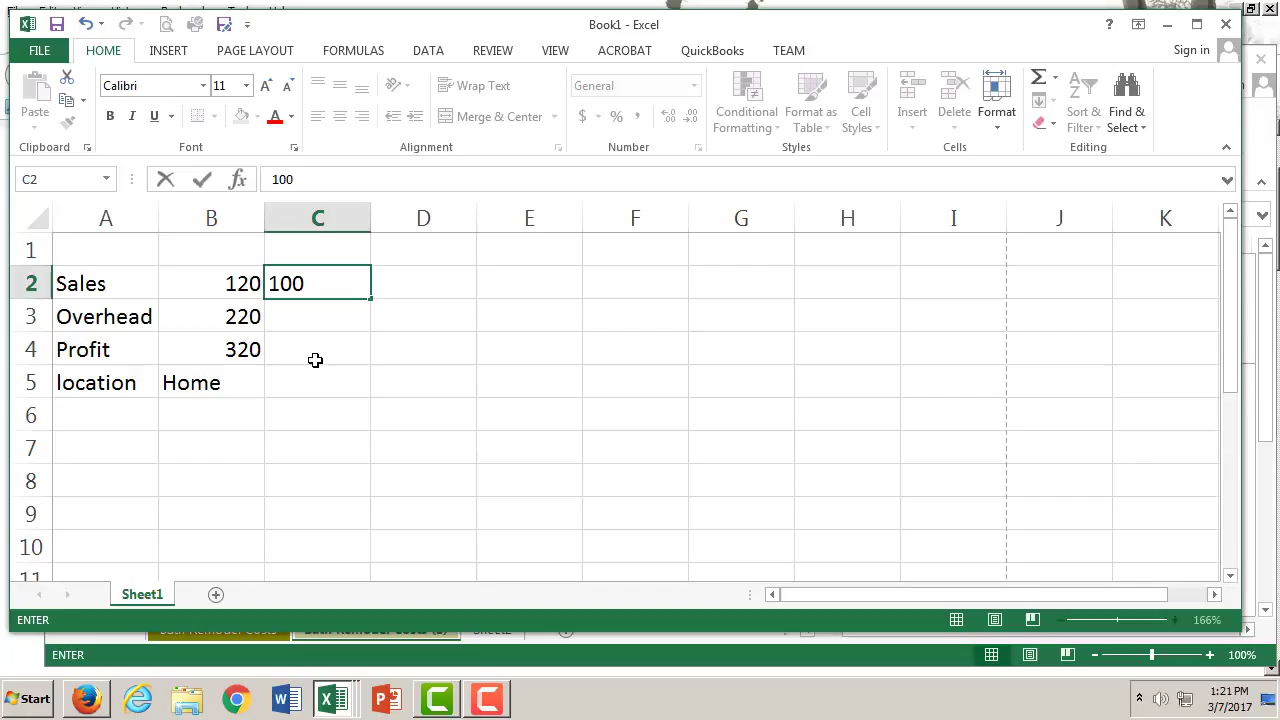 Book1 - Excel
?
FILE HOME INSERT PAGE LAYOUT FORMULAS DATA REVIEW VIEW ACROBAT QuickBooks TEAM Sign in
Calibri 11 Wrap Text General Conditional Format as Cell Insert Delete Format Sort & Find &
Paste B I U Merge & Center $ % , Formatting Table Styles Filter Select
Clipboard Font Alignment Number Styles Cells Editing
C2 fx 100
A B C D E F G H I J K
1
2 Sales 120 100
3 Overhead 220
4 Profit 320
5 location Home
6
7
8
9
10
11
Sheet1
ENTER 166%
ENTER 100%
Start 1:21 PM
3/7/2017